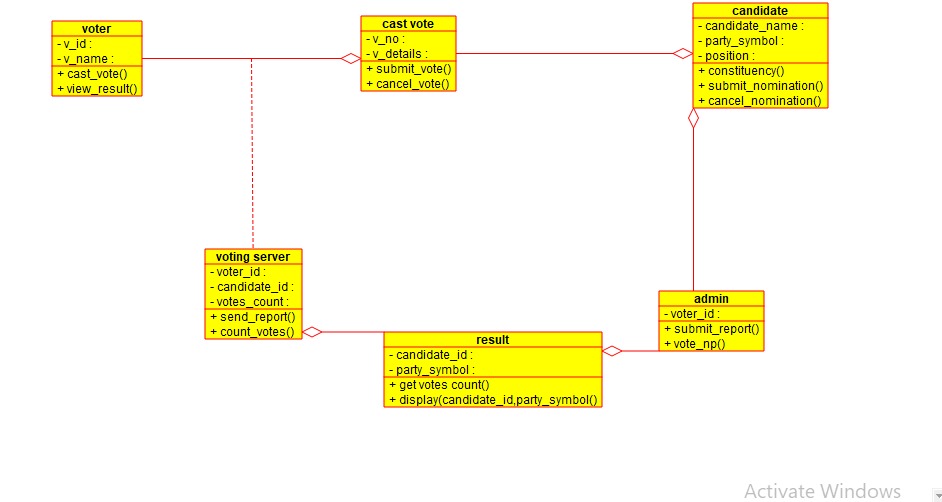 voter
- v_id :
- v_name :
+ cast_vote()
+ view_result()
cast vote
- v_no :
- v_details :
+ submit_vote()
+ cancel_vote()
candidate
- candidate_name :
- party_symbol :
- position :
+ constituency()
+ submit_nomination()
+ cancel_nomination()
voting server
- voter_id :
- candidate_id :
- votes_count :
+ send_report()
+ count_votes()
result
- candidate_id :
- party_symbol :
+ get votes count()
+ display(candidate_id,party_symbol()
admin
- voter_id :
+ submit_report()
+ vote_np()
Activate Windows